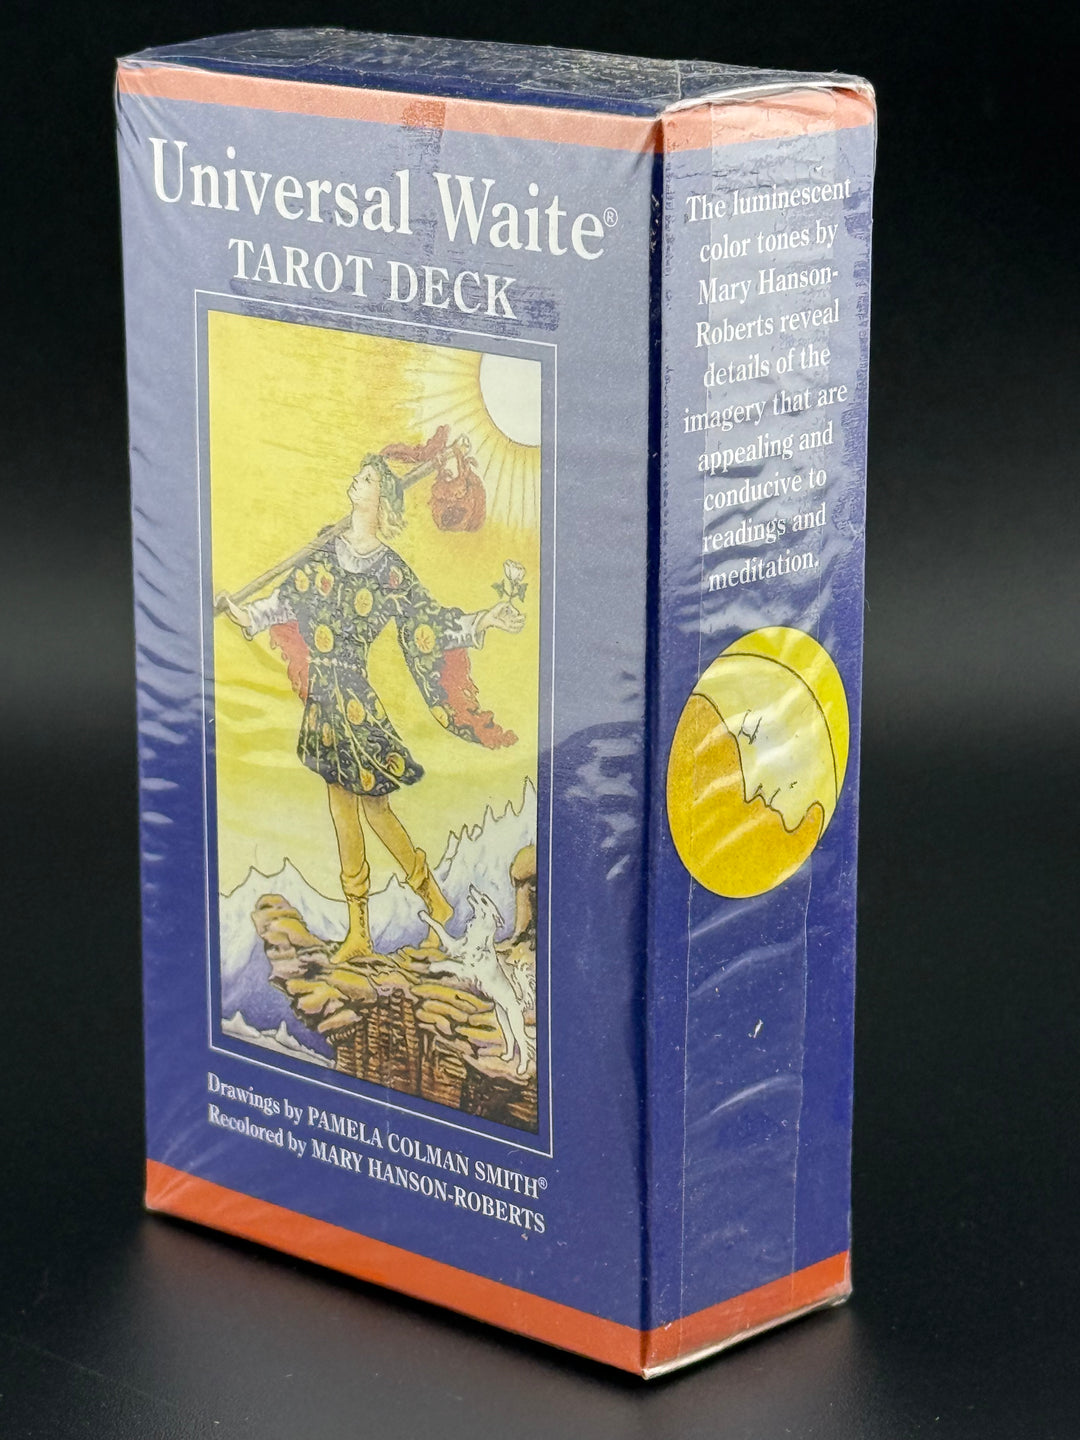 Universal Waite®
TAROT DECK
Drawings by PAMELA COLMAN SMITH®
Recolored by MARY HANSON-ROBERTS
The luminescent
color tones by
Mary Hanson-
Roberts reveal
details of the
imagery that are
appealing and
conducive to
readings and
meditation.